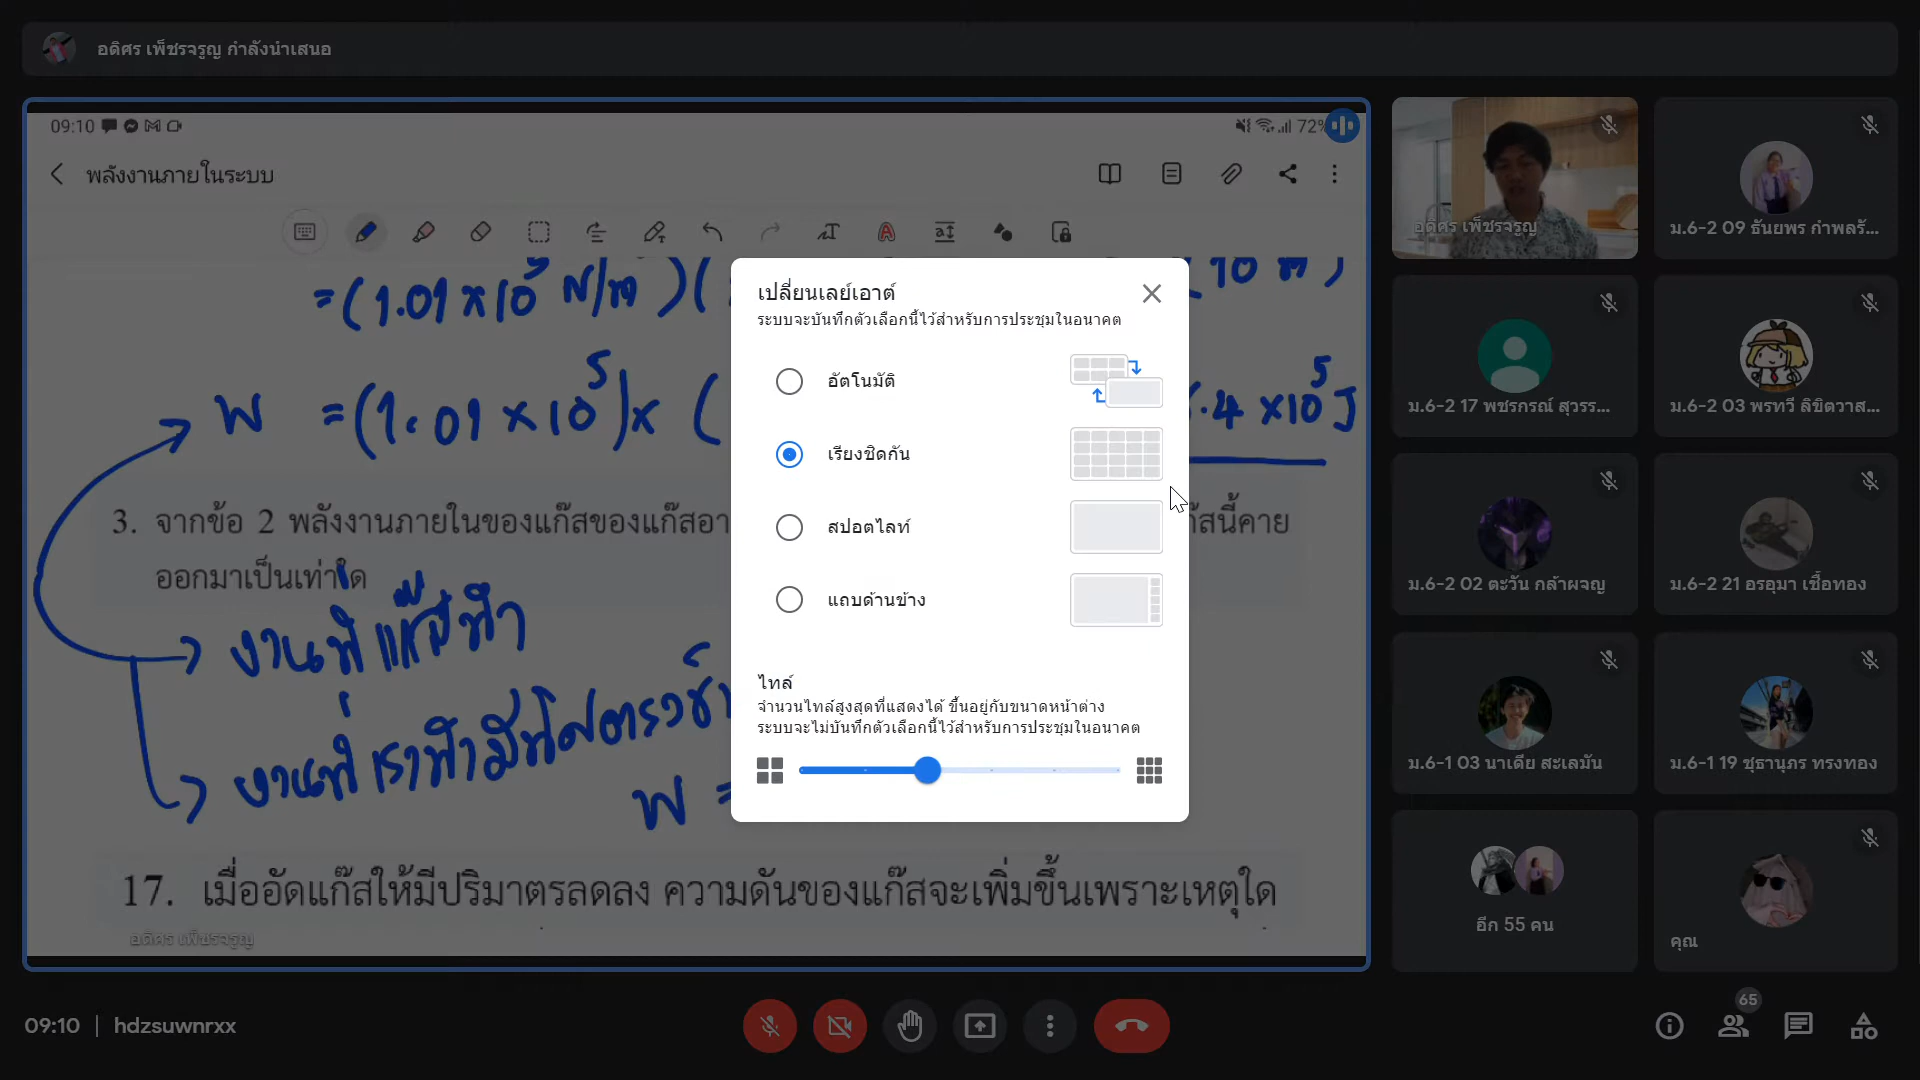 อดิศร เพ็ชรจรูญ กำลังนำเสนอ
09:10
72%
พลังงานภายในระบบ
=(1.01×10⁵ N/m²)(
W =(1.01×10⁵)×(
.4 ×10⁵J
3. จากข้อ 2 พลังงานภายในของแก๊สของแก๊สอา
๊สนี้คาย
ออกมาเป็นเท่าใด
งานที่แก๊สทำ
งานที่เราทำมี
W =
17. เมื่ออัดแก๊สให้มีปริมาตรลดลง ความดันของแก๊สจะเพิ่มขึ้นเพราะเหตุใด
อดิศร เพ็ชรจรูญ
เปลี่ยนเลย์เอาต์
ระบบจะบันทึกตัวเลือกนี้ไว้สำหรับการประชุมในอนาคต
อัตโนมัติ
เรียงชิดกัน
สปอตไลท์
แถบด้านข้าง
ไทล์
จำนวนไทล์สูงสุดที่แสดงได้ ขึ้นอยู่กับขนาดหน้าต่าง
ระบบจะไม่บันทึกตัวเลือกนี้ไว้สำหรับการประชุมในอนาคต
อดิศร เพ็ชรจรูญ
ม.6-2 09 ธันยพร กำพลรั...
ม.6-2 17 พชรกรณ์ สุวรร...
ม.6-2 03 พรทวี ลิขิตวาส...
ม.6-2 02 ตะวัน กล้าผจญ
ม.6-2 21 อรอุมา เชื้อทอง
ม.6-1 03 นาเดีย สะเลมัน
ม.6-1 19 ชุธานุภร ทรงทอง
อีก 55 คน
คุณ
09:10 | hdzsuwnrxx
65